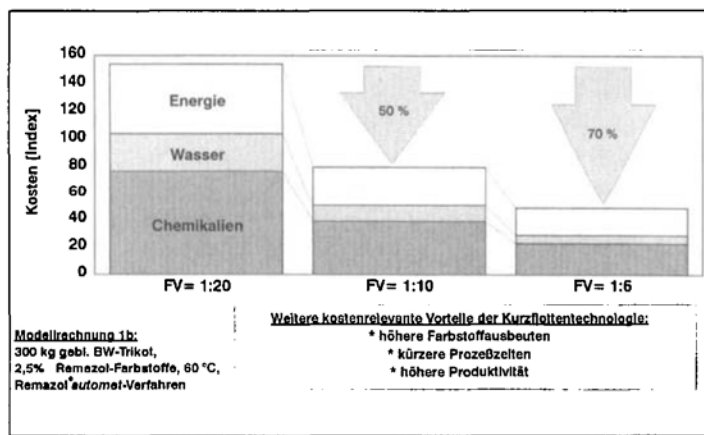 160
140
120
100
80
60
40
20
0
Kosten [Index]
Energie
Wasser
Chemikalien
50 %
70 %
FV= 1:20
FV= 1:10
FV= 1:6
Modellrechnung 1b:
300 kg gebl. BW-Trikot,
2,5% Remazol-Farbstoffe, 60 °C,
Remazol*automet-Verfahren
Weitere kostenrelevante Vorteile der Kurzflottentechnologie:
* höhere Farbstoffausbeuten
* kürzere Prozeßzeiten
* höhere Produktivität